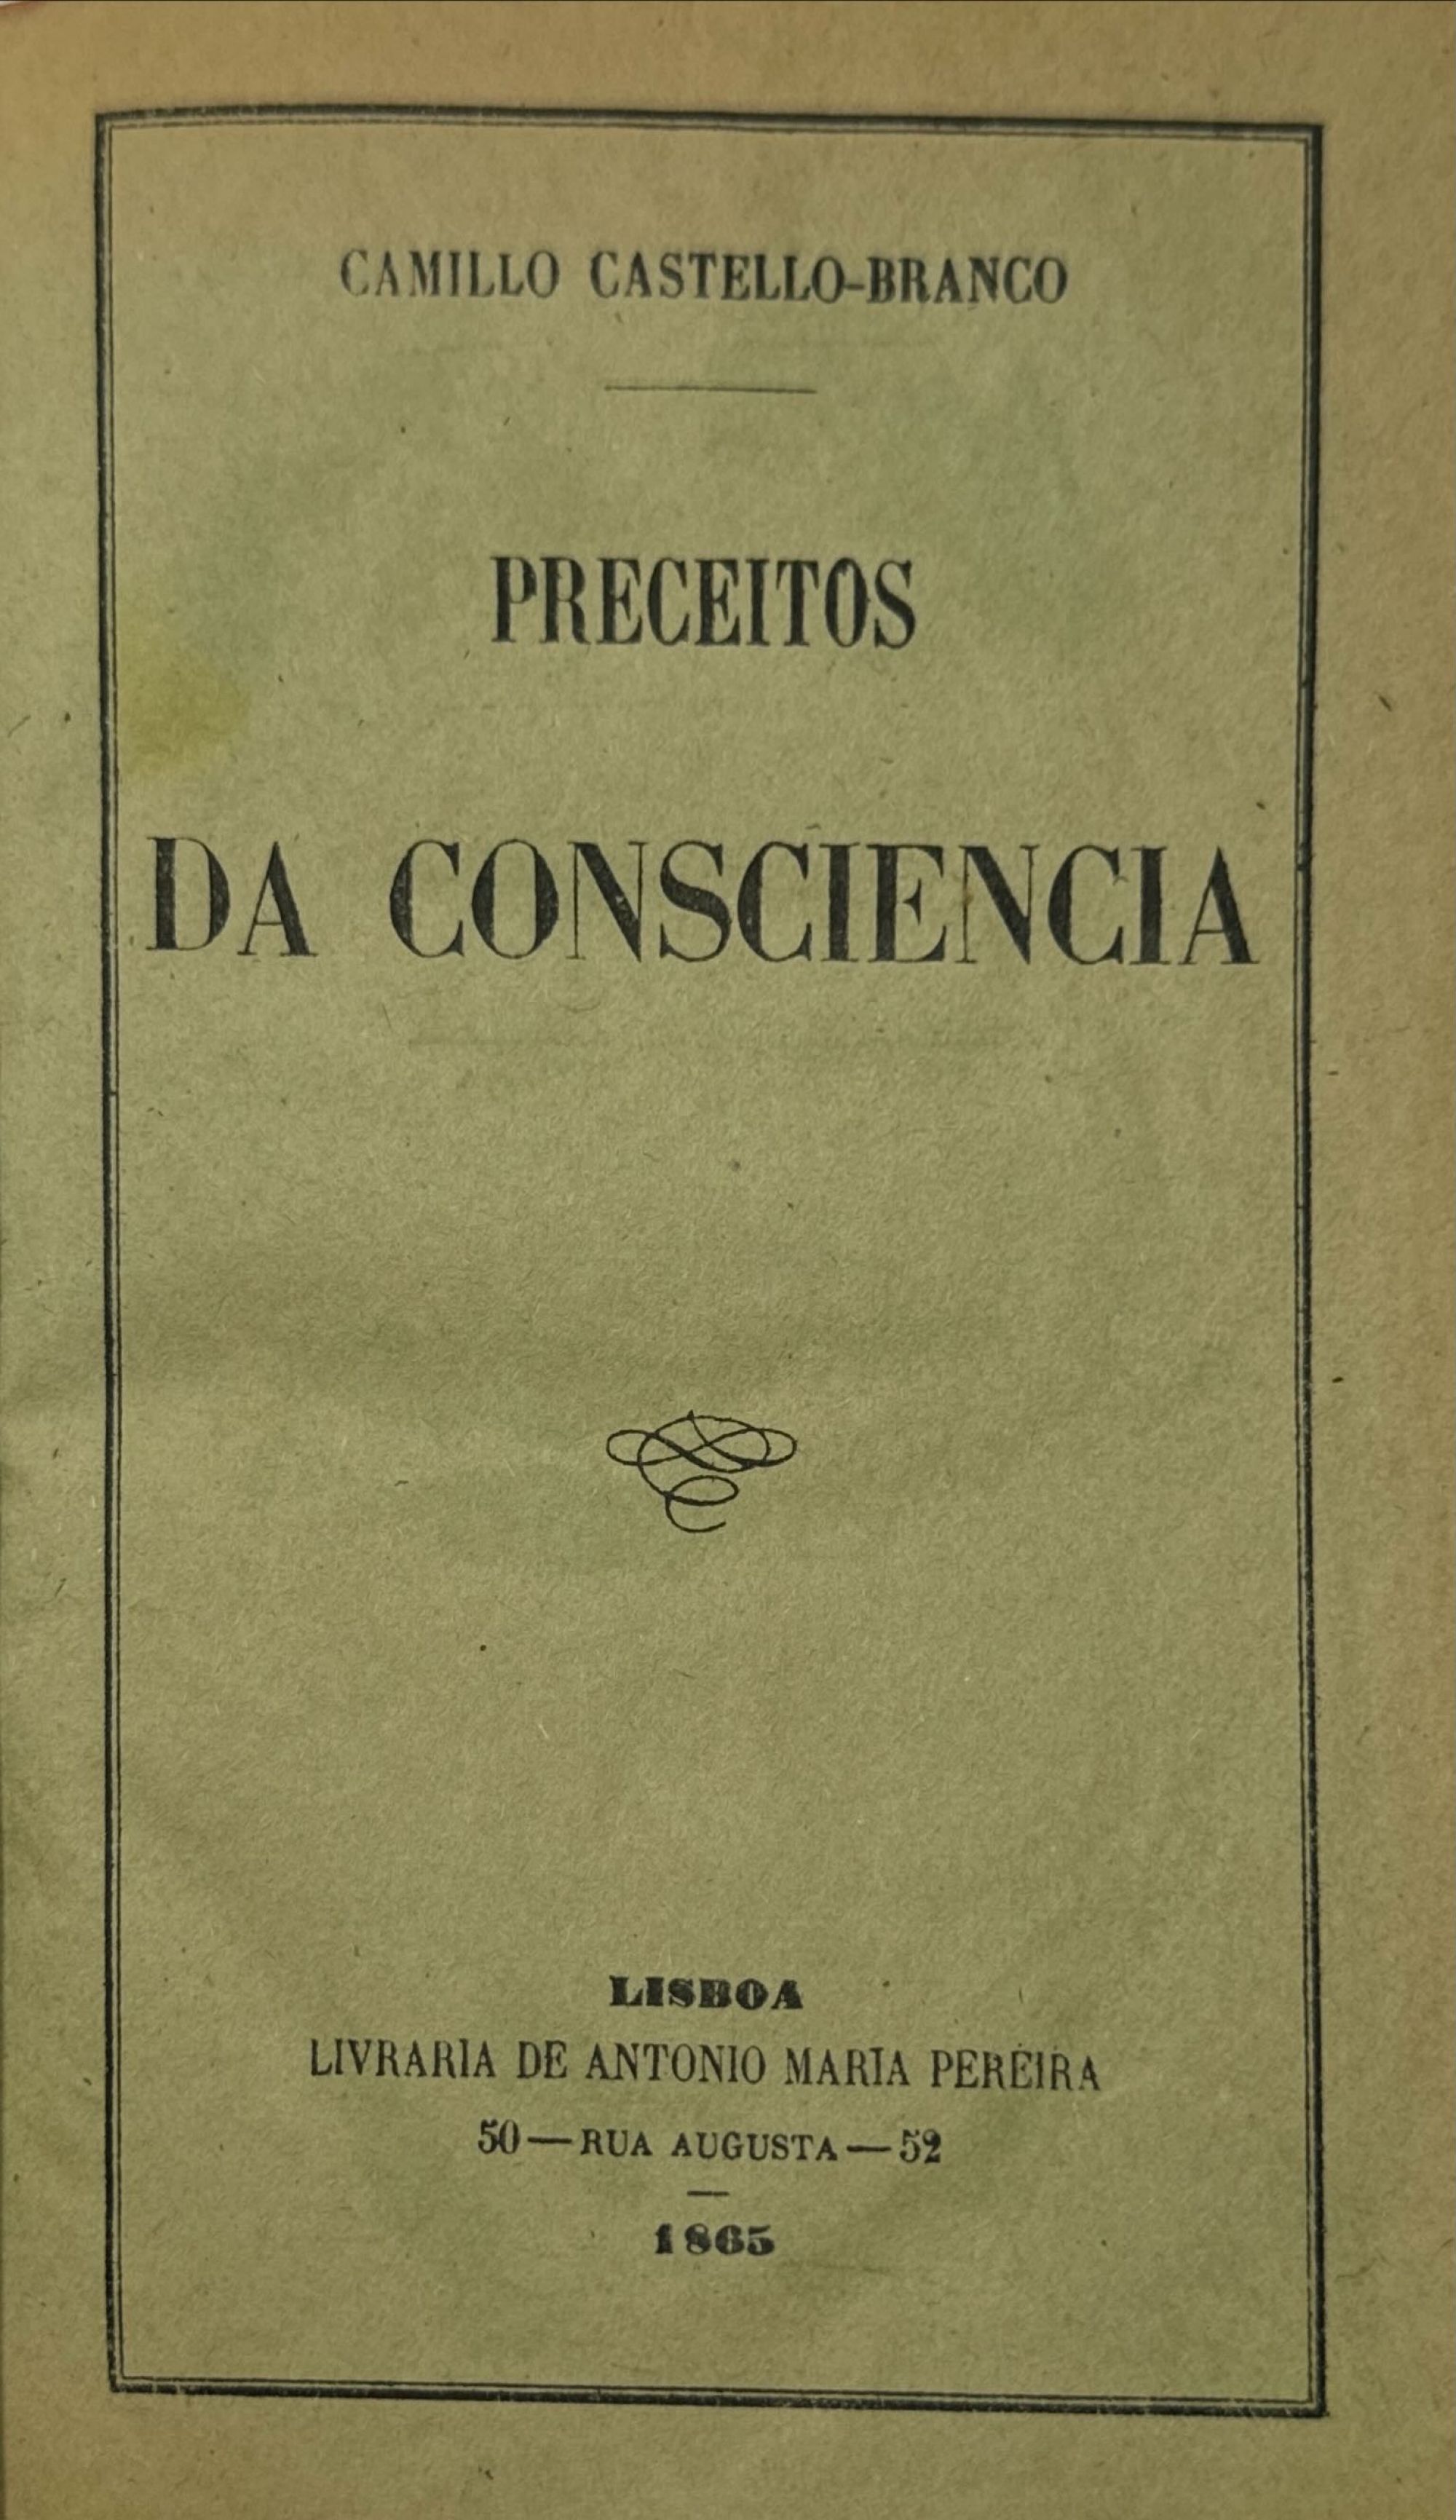 CAMILLO CASTELLO-BRANCO
PRECEITOS
DA CONSCIENCIA
LISBOA
LIVRARIA DE ANTONIO MARIA PEREIRA
50—RUA AUGUSTA—52
1865